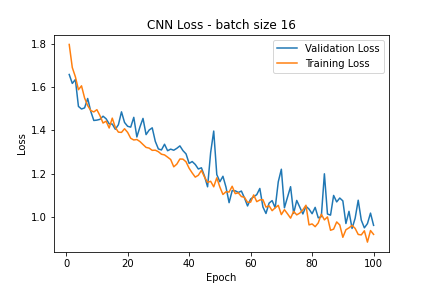 CNN Loss - batch size 16
Validation Loss
Training Loss
1.8
1.6
1.4
1.2
1.0
Loss
0 20 40 60 80 100
Epoch